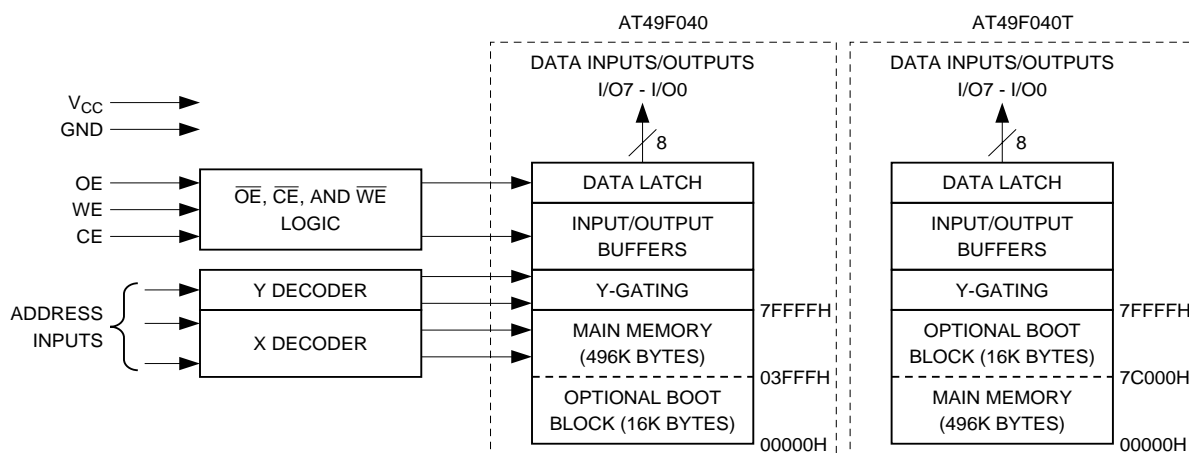 AT49F040
AT49F040T
DATA INPUTS/OUTPUTS
I/O7 - I/O0
8
DATA INPUTS/OUTPUTS
I/O7 - I/O0
8
VCC
GND
OE
WE
CE
OE, CE, AND WE
LOGIC
ADDRESS
INPUTS
Y DECODER
X DECODER
DATA LATCH
INPUT/OUTPUT
BUFFERS
Y-GATING
7FFFFH
MAIN MEMORY
(496K BYTES)
03FFFH
OPTIONAL BOOT
BLOCK (16K BYTES)
00000H
DATA LATCH
INPUT/OUTPUT
BUFFERS
Y-GATING
7FFFFH
OPTIONAL BOOT
BLOCK (16K BYTES)
7C000H
MAIN MEMORY
(496K BYTES)
00000H